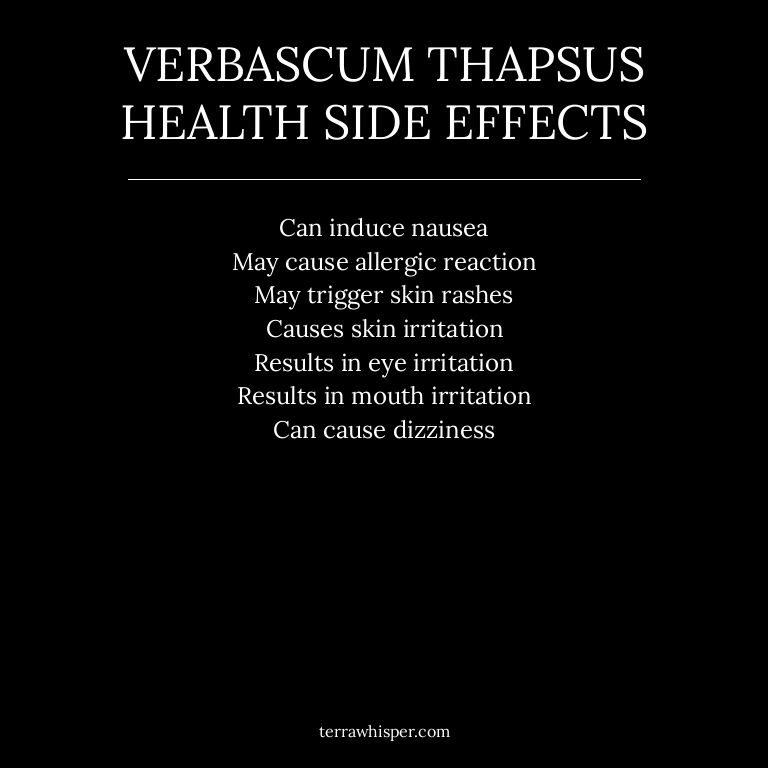 VERBASCUM THAPSUS
HEALTH SIDE EFFECTS
Can induce nausea
May cause allergic reaction
May trigger skin rashes
Causes skin irritation
Results in eye irritation
Results in mouth irritation
Can cause dizziness
terrawhisper.com